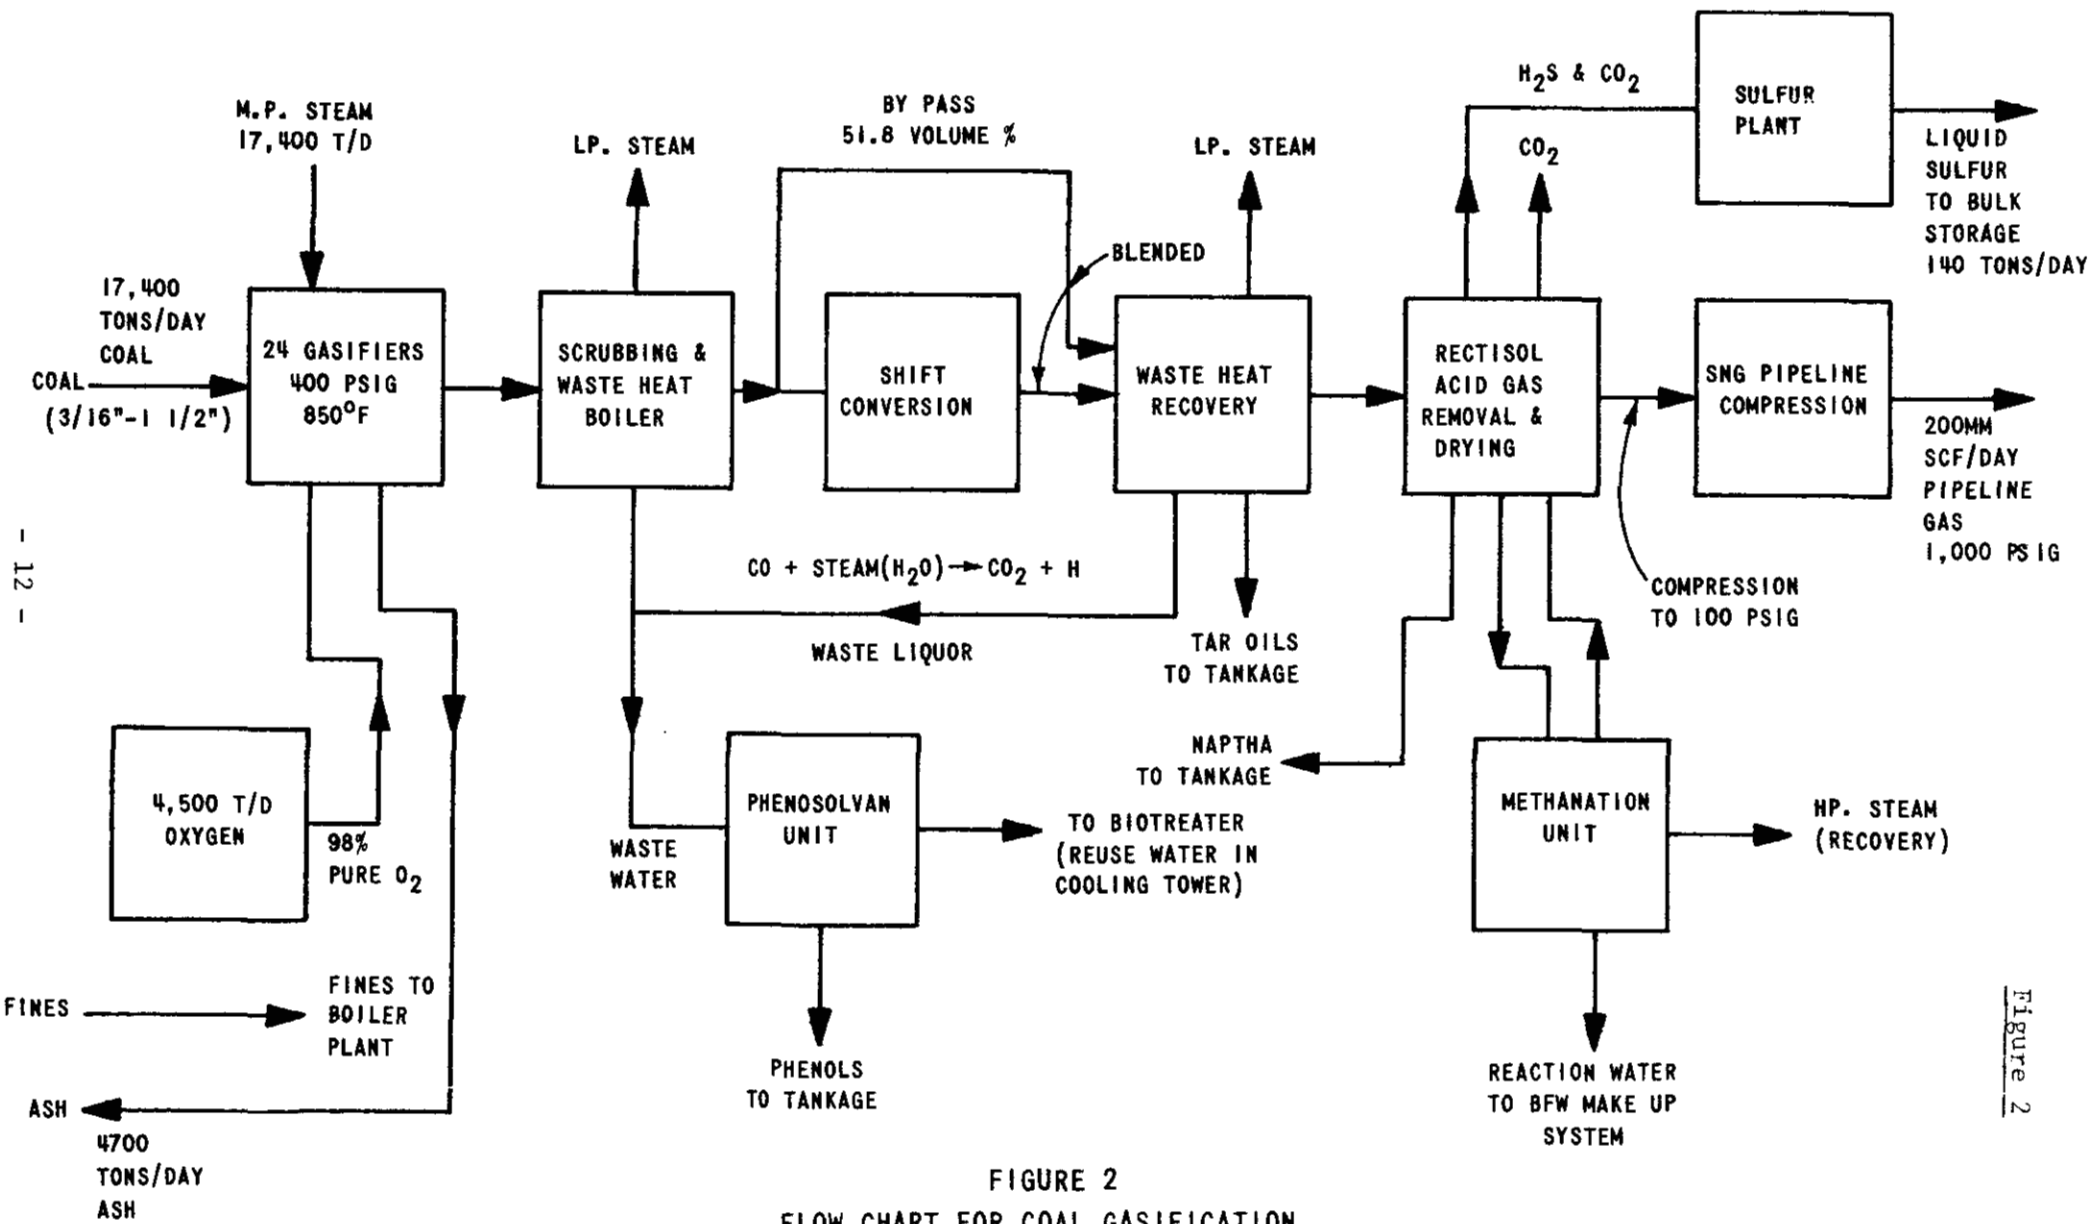 M.P. STEAM
17,400 T/D
LP. STEAM
BY PASS
51.8 VOLUME %
LP. STEAM
H2S & CO2
CO2
SULFUR
PLANT
LIQUID
SULFUR
TO BULK
STORAGE
140 TONS/DAY
BLENDED
17,400
TONS/DAY
COAL
COAL
(3/16"-1 1/2")
24 GASIFIERS
400 PSIG
850°F
SCRUBBING &
WASTE HEAT
BOILER
SHIFT
CONVERSION
WASTE HEAT
RECOVERY
RECTISOL
ACID GAS
REMOVAL &
DRYING
SNG PIPELINE
COMPRESSION
200MM
SCF/DAY
PIPELINE
GAS
1,000 PSIG
- 12 -
CO + STEAM(H2O)→CO2 + H
WASTE LIQUOR
TAR OILS
TO TANKAGE
COMPRESSION
TO 100 PSIG
4,500 T/D
OXYGEN
98%
PURE O2
WASTE
WATER
PHENOSOLVAN
UNIT
NAPTHA
TO TANKAGE
TO BIOTREATER
(REUSE WATER IN
COOLING TOWER)
METHANATION
UNIT
HP. STEAM
(RECOVERY)
FINES
FINES TO
BOILER
PLANT
PHENOLS
TO TANKAGE
REACTION WATER
TO BFW MAKE UP
SYSTEM
Figure 2
ASH
4700
TONS/DAY
ASH
FIGURE 2
FLOW CHART FOR COAL GASIFICATION